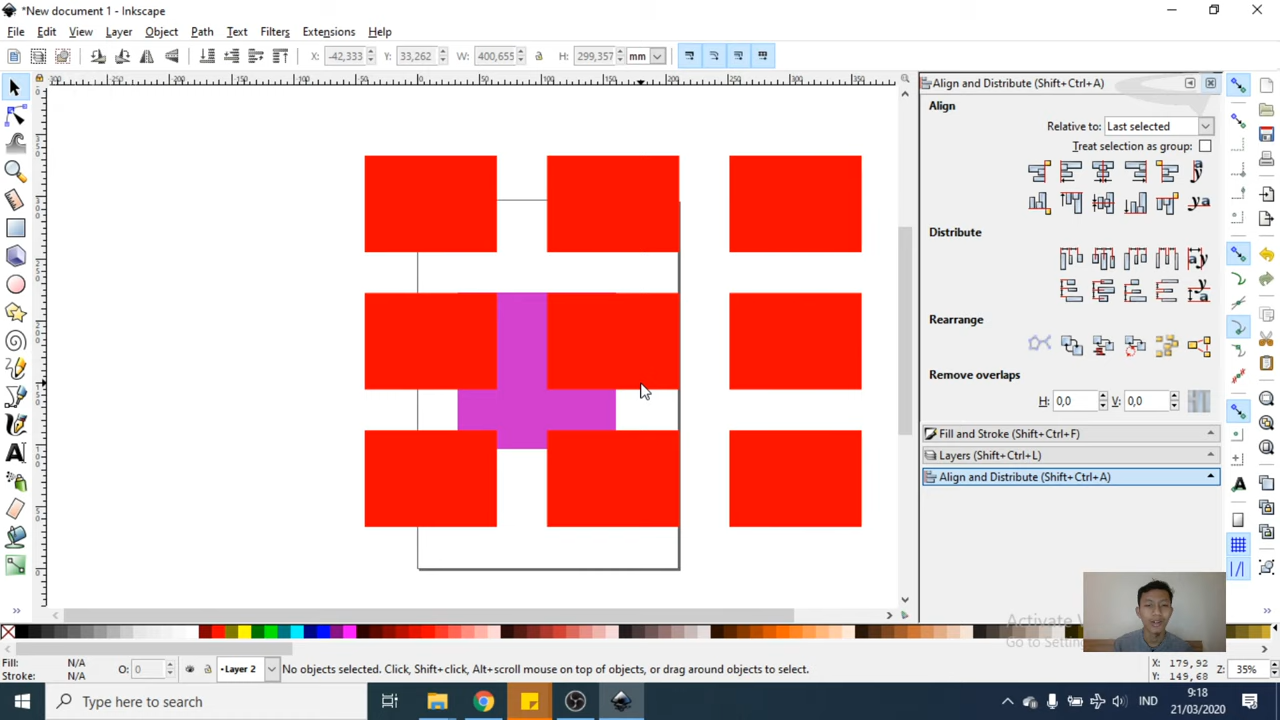 *New document 1 - Inkscape
File Edit View Layer Object Path Text Filters Extensions Help
X: -42,333 Y: 33,262 W: 400,655 H: 299,357 mm
Align and Distribute (Shift+Ctrl+A)
Align
Relative to: Last selected
Treat selection as group:
Distribute
Rearrange
Remove overlaps
H: 0,0 V: 0,0
Fill and Stroke (Shift+Ctrl+F)
Layers (Shift+Ctrl+L)
Align and Distribute (Shift+Ctrl+A)
Activate
Go to Setting
Fill: N/A
Stroke: N/A
O: 0
Layer 2
No objects selected. Click, Shift+click, Alt+scroll mouse on top of objects, or drag around objects to select.
X: 179,92
Y: 149,68
Z: 35%
Type here to search
IND
9:18
21/03/2020